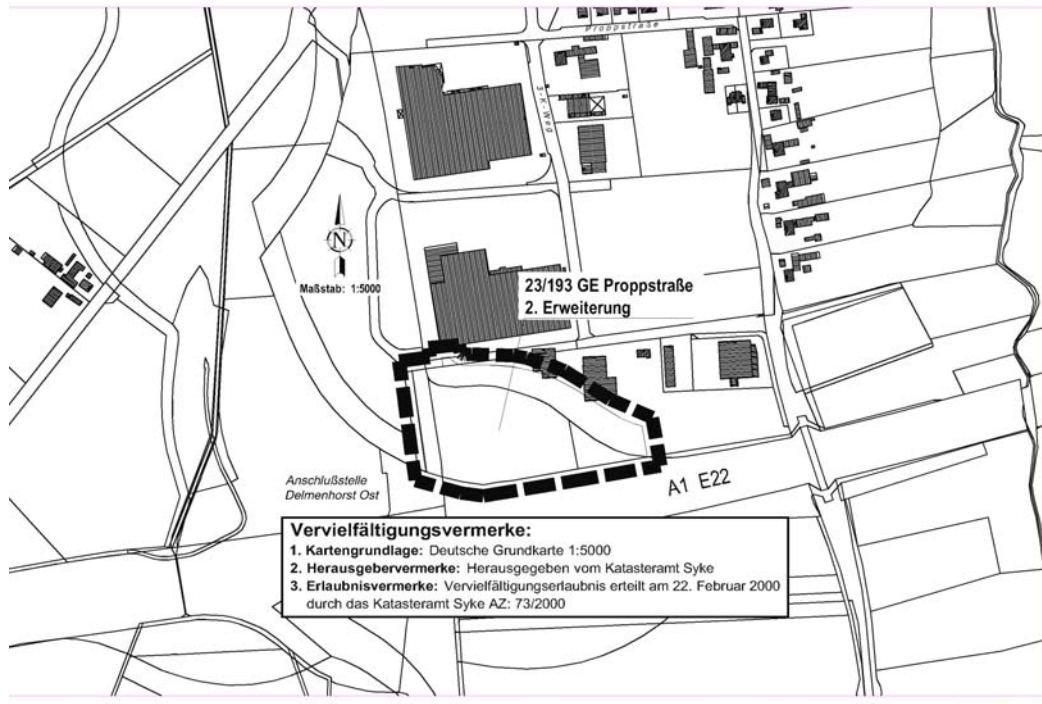 Proppstraße
3-K-Weg
N
Maßstab: 1:5000
23/193 GE Proppstraße
2. Erweiterung
Anschlußstelle
Delmenhorst Ost
A1 E22
Vervielfältigungsvermerke:
1. Kartengrundlage: Deutsche Grundkarte 1:5000
2. Herausgebervermerke: Herausgegeben vom Katasteramt Syke
3. Erlaubnisvermerke: Vervielfältigungserlaubnis erteilt am 22. Februar 2000
durch das Katasteramt Syke AZ: 73/2000